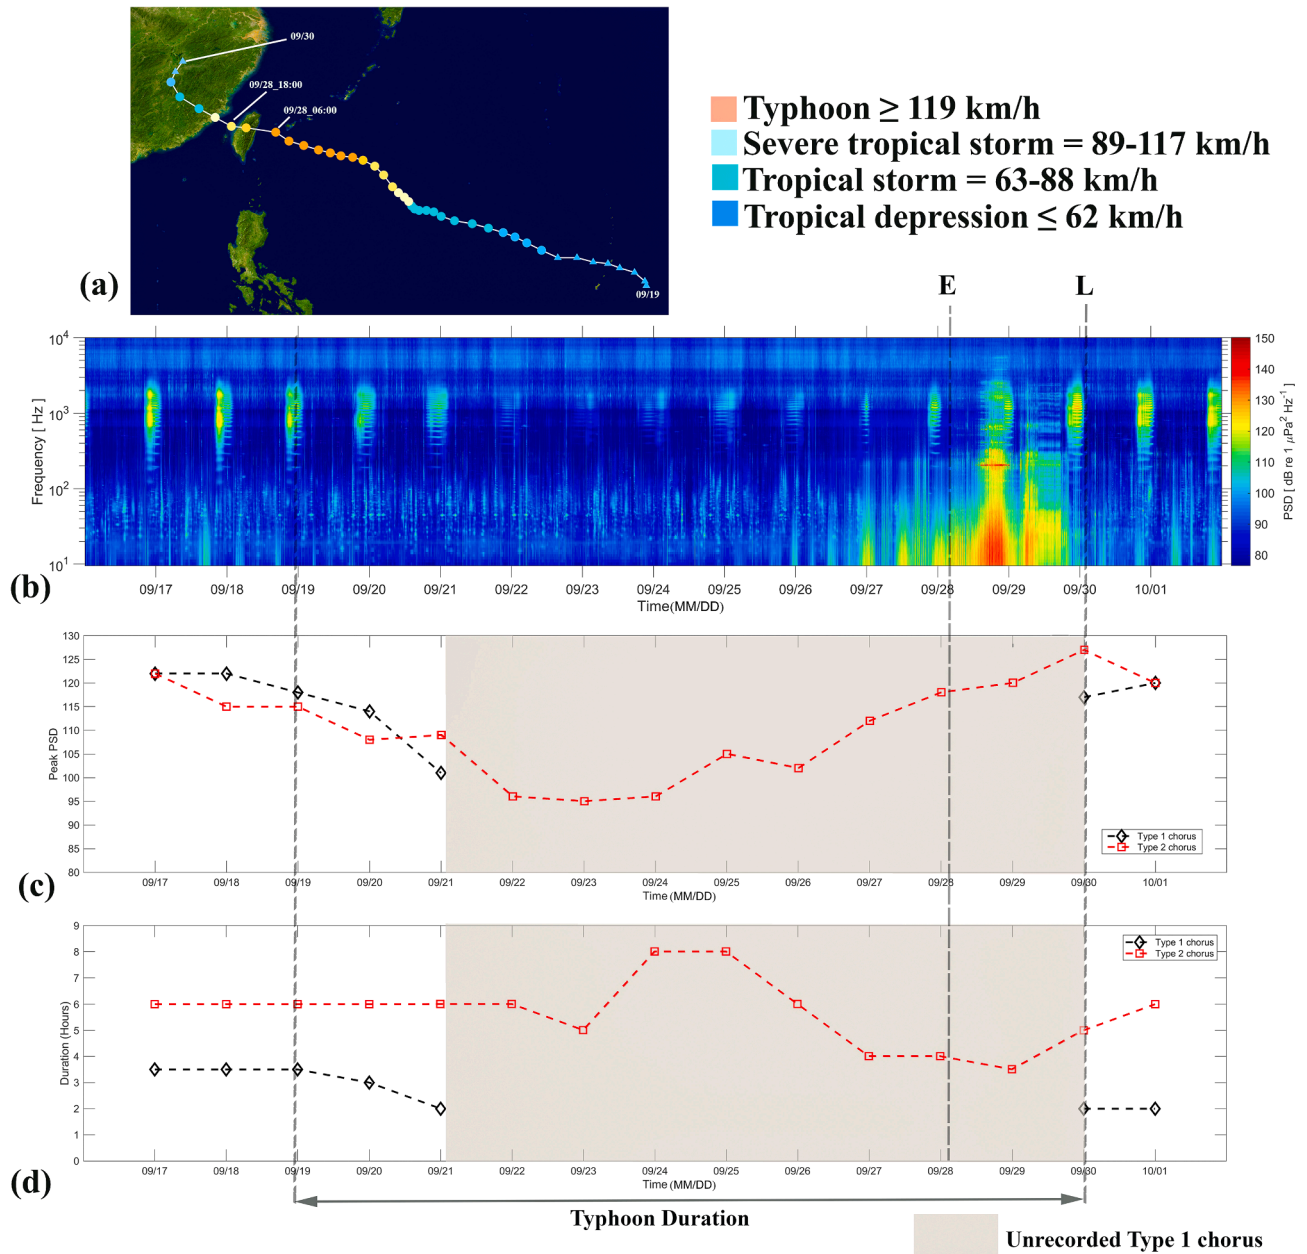 09/30
09/28_18:00
09/28_06:00
09/19
(a)
Typhoon ≥ 119 km/h
Severe tropical storm = 89-117 km/h
Tropical storm = 63-88 km/h
Tropical depression ≤ 62 km/h
E L
10⁴
10³
10²
10¹
Frequency [ Hz ]
09/17 09/18 09/19 09/20 09/21 09/22 09/23 09/24 09/25 09/26 09/27 09/28 09/29 09/30 10/01
Time(MM/DD)
150
140
130
120
110
100
90
80
PSD [ dB re 1 μPa² Hz⁻¹ ]
(b)
130
125
120
115
110
105
100
95
90
85
80
Peak PSD
Type 1 chorus
Type 2 chorus
09/17 09/18 09/19 09/20 09/21 09/22 09/23 09/24 09/25 09/26 09/27 09/28 09/29 09/30 10/01
Time (MM/DD)
(c)
9
8
7
6
5
4
3
2
1
0
Duration (Hours)
Type 1 chorus
Type 2 chorus
09/17 09/18 09/19 09/20 09/21 09/22 09/23 09/24 09/25 09/26 09/27 09/28 09/29 09/30 10/01
Time (MM/DD)
(d)
Typhoon Duration
Unrecorded Type 1 chorus